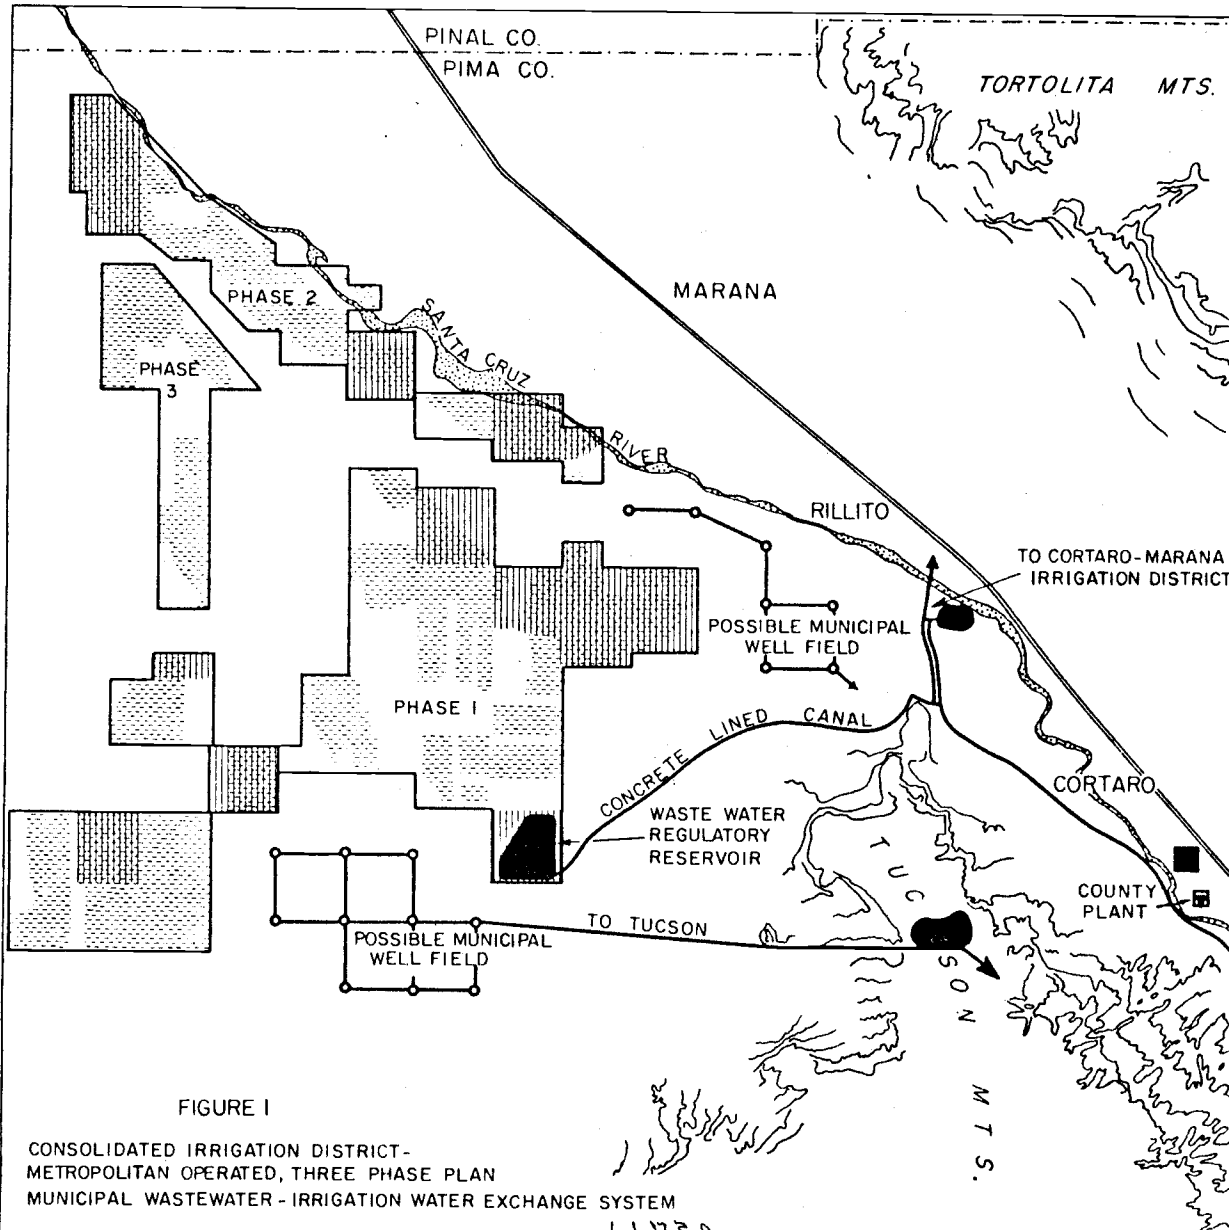 PINAL CO.
PIMA CO.
TORTOLITA MTS.
MARANA
PHASE 2
SANTA CRUZ RIVER
PHASE
3
RILLITO
TO CORTARO-MARANA
IRRIGATION DISTRICT
POSSIBLE MUNICIPAL
WELL FIELD
PHASE I
CONCRETE LINED CANAL
CORTARO
WASTE WATER
REGULATORY
RESERVOIR
TUCSON MTS.
COUNTY
PLANT
TO TUCSON
POSSIBLE MUNICIPAL
WELL FIELD
FIGURE I
CONSOLIDATED IRRIGATION DISTRICT-
METROPOLITAN OPERATED, THREE PHASE PLAN
MUNICIPAL WASTEWATER-IRRIGATION WATER EXCHANGE SYSTEM